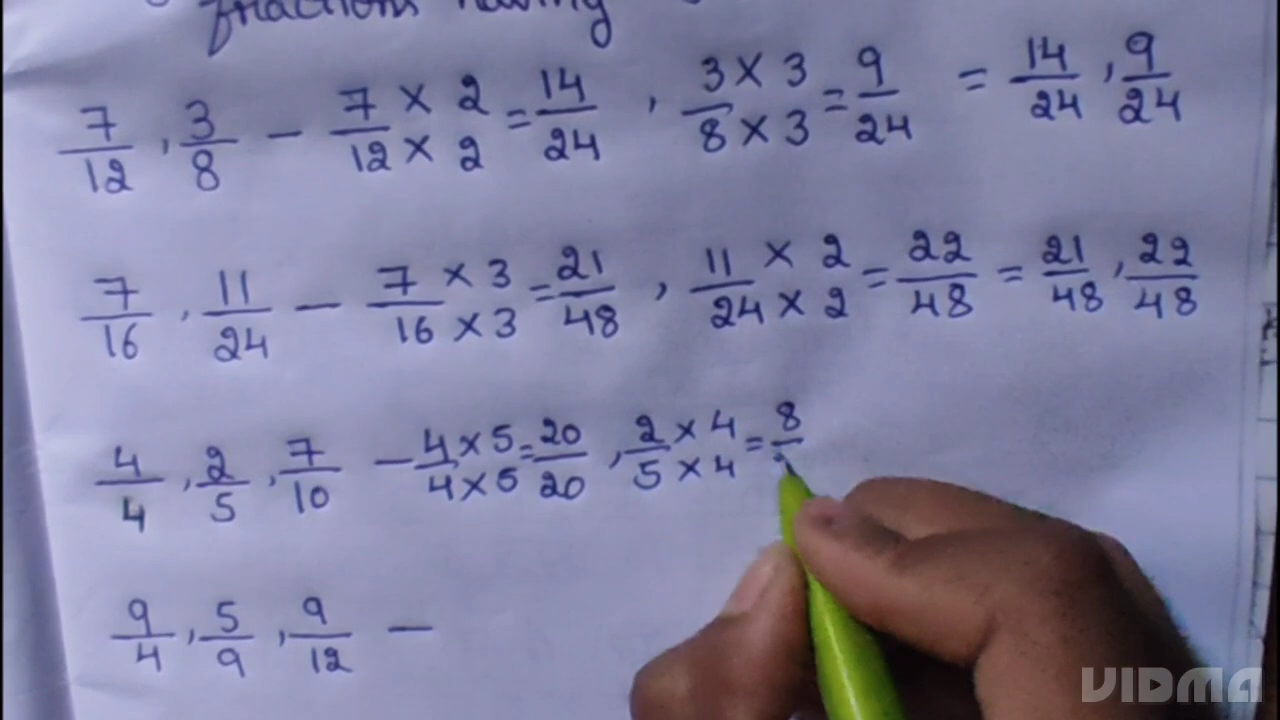 fractions having
7/12 , 3/8 – 7 × 2/12 × 2 = 14/24 , 3 × 3/8 × 3 = 9/24 = 14/24 , 9/24
7/16 , 11/24 – 7 × 3/16 × 3 = 21/48 , 11 × 2/24 × 2 = 22/48 = 21/48 , 22/48
4/4 , 2/5 , 7/10 – 4 × 5/4 × 5 = 20/20 , 2 × 4/5 × 4 = 8/
9/4 , 5/9 , 9/12 –
VIDMA